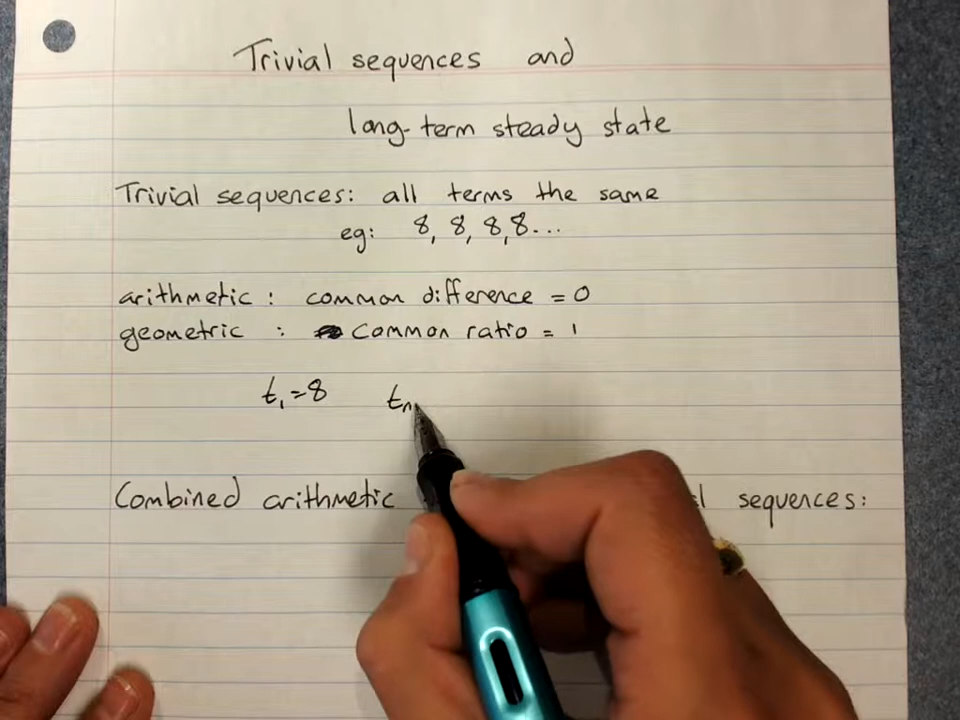 Trivial sequences and
long-term steady state
Trivial sequences: all terms the same
eg: 8, 8, 8, 8...
arithmetic: common difference = 0
geometric: common ratio = 1
t₁=8 tₙ
Combined arithmetic sequences: